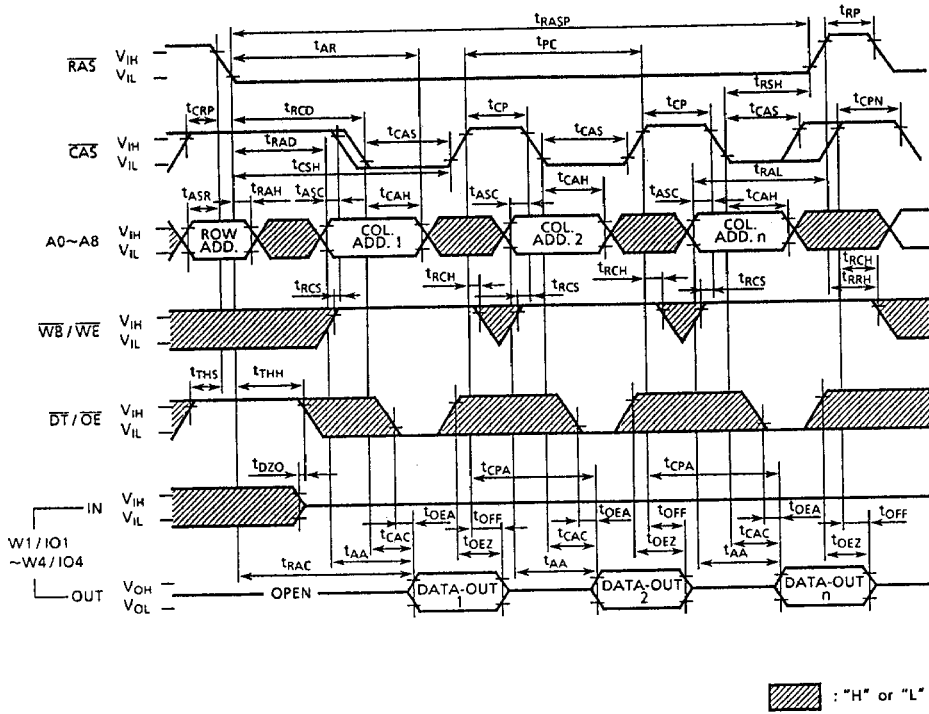 tRASP tRP
tAR tPC
RAS VIH
VIL
tRSH
tCRP tRCD tCP tCP tCPN
tCAS tCAS tCAS
CAS VIH
VIL
tRAD
tCSH tRAL
tASR tRAH tASC tCAH tASC tCAH tASC tCAH
A0~A8 VIH
VIL
ROW ADD. COL. ADD. 1 COL. ADD. 2 COL. ADD. n
tRCH
tRRH
tRCS tRCH tRCS tRCH tRCS
WB/WE VIH
VIL
tTHS tTHH
DT/OE VIH
VIL
tDZO tCPA tCPA
IN VIH
VIL
tOEA tOFF tOEA tOFF tOEA tOFF
W1/IO1
~W4/IO4
tCAC tOEZ tCAC tOEZ tCAC tOEZ
tAA tAA tAA
tRAC
OUT VOH
VOL
OPEN DATA-OUT 1 DATA-OUT 2 DATA-OUT n
: "H" or "L"